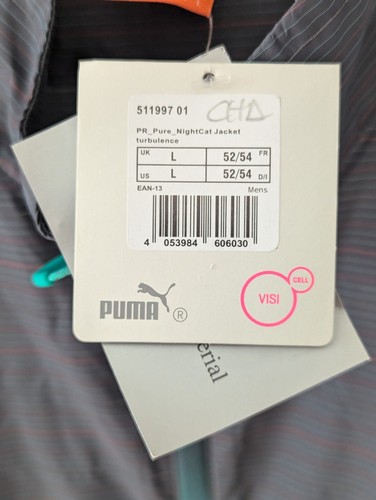 511997 01
CHA
PR_Pure_NightCat Jacket
turbulence
UK L 52/54 FR
US L 52/54 D/I
EAN-13 Mens
4 053984 606030
CELL
VISI
PUMA ®
erial